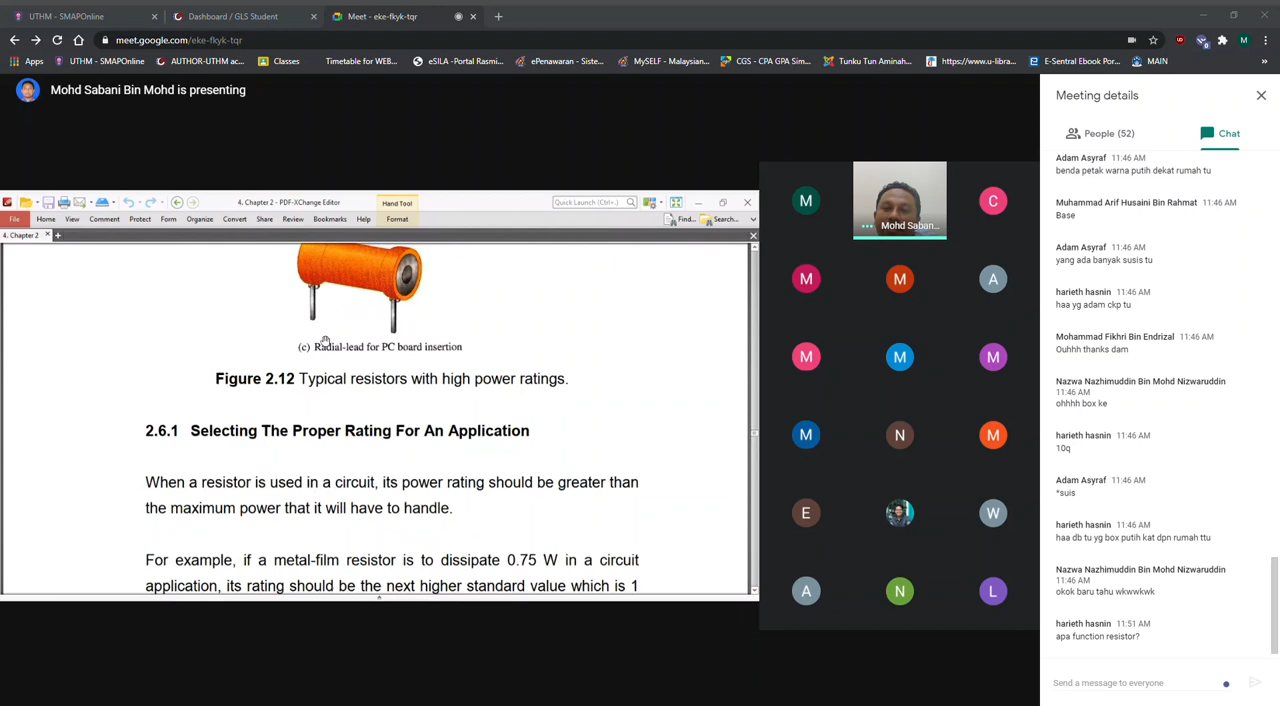 UTHM - SMAPOnline
Dashboard / GLS Student
Meet - eke-fkyk-tqr
meet.google.com/eke-fkyk-tqr
M
Apps
UTHM - SMAPOnline
AUTHOR-UTHM ac...
Classes
Timetable for WEB...
eSILA -Portal Rasmi...
ePenawaran - Siste...
MySELF - Malaysian...
CGS - CPA GPA Sim...
Tunku Tun Aminah...
https://www.u-libra...
E-Sentral Ebook Por...
MAIN
»
Mohd Sabani Bin Mohd is presenting
4. Chapter 2 - PDF-XChange Editor
Hand Tool
Quick Launch (Ctrl+.)
File
Home
View
Comment
Protect
Form
Organize
Convert
Share
Review
Bookmarks
Help
Format
Find...
Search...
4. Chapter 2
(c) Radial-lead for PC board insertion
Figure 2.12 Typical resistors with high power ratings.
2.6.1 Selecting The Proper Rating For An Application
When a resistor is used in a circuit, its power rating should be greater than
the maximum power that it will have to handle.
For example, if a metal-film resistor is to dissipate 0.75 W in a circuit
application, its rating should be the next higher standard value which is 1
M
Mohd Saban...
C
M
M
A
M
M
M
M
N
M
E
W
A
N
L
Meeting details
People (52)
Chat
Adam Asyraf 11:46 AM
benda petak warna putih dekat rumah tu
Muhammad Arif Husaini Bin Rahmat 11:46 AM
Base
Adam Asyraf 11:46 AM
yang ada banyak susis tu
harieth hasnin 11:46 AM
haa yg adam ckp tu
Mohammad Fikhri Bin Endrizal 11:46 AM
Ouhhh thanks dam
Nazwa Nazhimuddin Bin Mohd Nizwaruddin
11:46 AM
ohhhh box ke
harieth hasnin 11:46 AM
10q
Adam Asyraf 11:46 AM
*suis
harieth hasnin 11:46 AM
haa db tu yg box putih kat dpn rumah ttu
Nazwa Nazhimuddin Bin Mohd Nizwaruddin
11:46 AM
okok baru tahu wkwwkwk
harieth hasnin 11:51 AM
apa function resistor?
Send a message to everyone